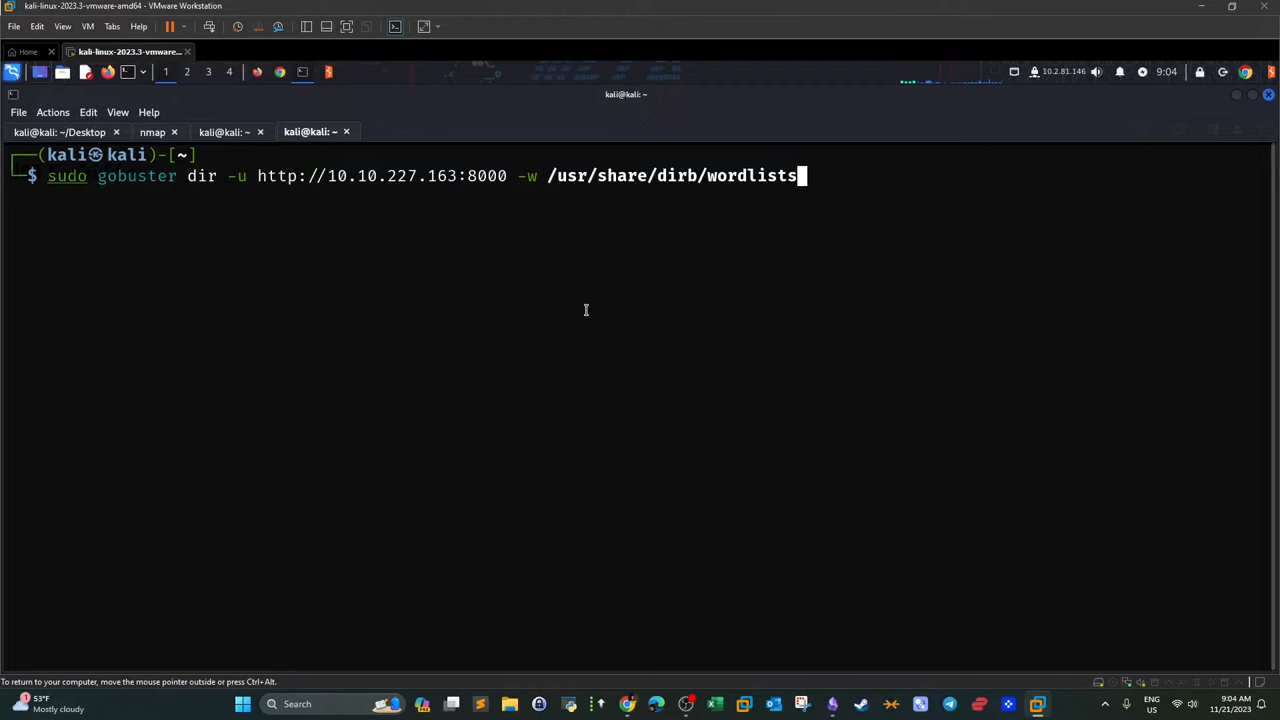 kali-linux-2023.3-vmware-amd64 - VMware Workstation
File Edit View VM Tabs Help
Home kali-linux-2023.3-vmware...
1 2 3 4 10.2.81.146 9:04
kali@kali: ~
File Actions Edit View Help
kali@kali: ~/Desktop nmap kali@kali: ~ kali@kali: ~
(kali㉿kali)-[~]
$ sudo gobuster dir -u http://10.10.227.163:8000 -w /usr/share/dirb/wordlists
To return to your computer, move the mouse pointer outside or press Ctrl+Alt.
1 53°F
Mostly cloudy
Search
PRE
ENG
US
9:04 AM
11/21/2023